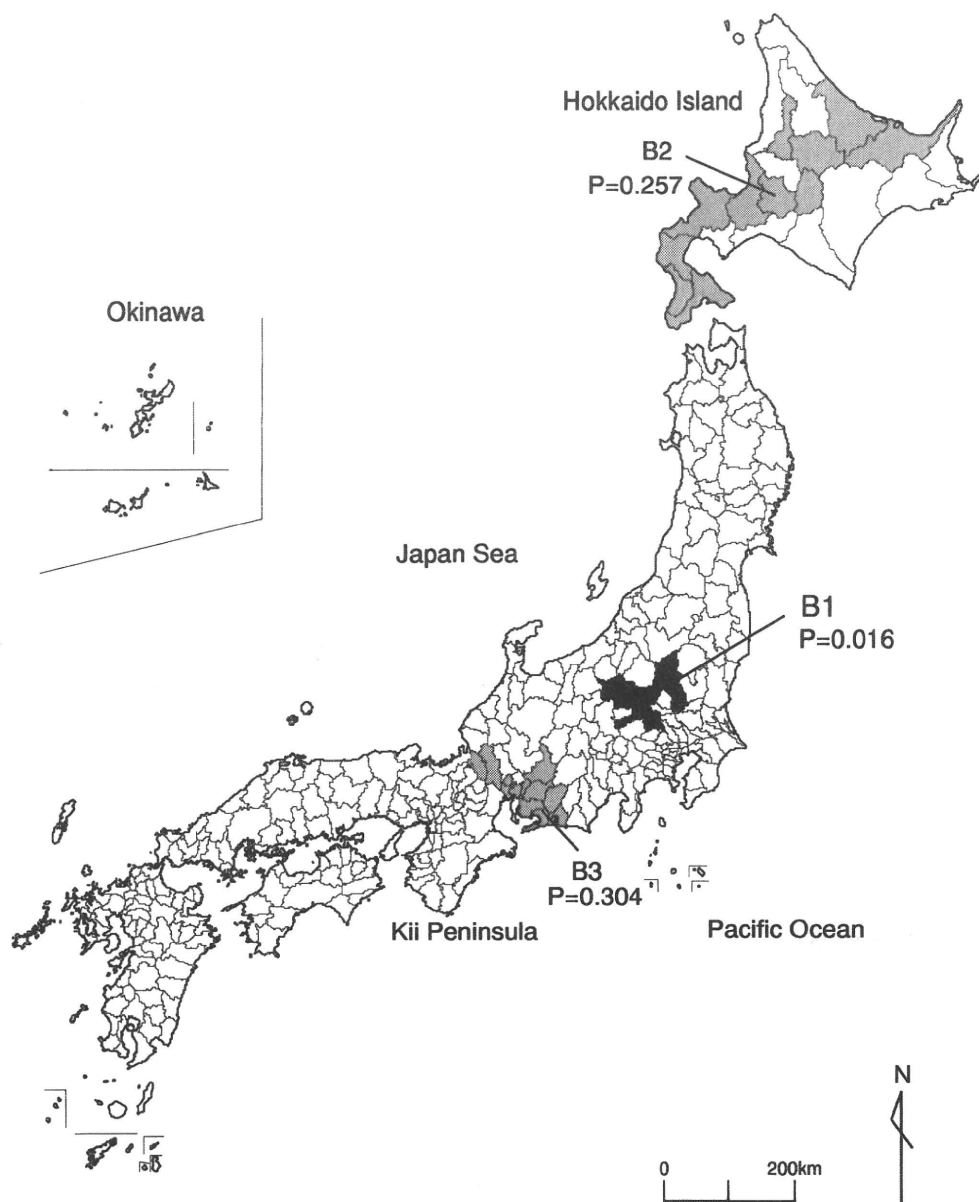 Hokkaido Island
B2
P=0.257
Okinawa
Japan Sea
B1
P=0.016
B3
P=0.304
Kii Peninsula
Pacific Ocean
N
0 200km